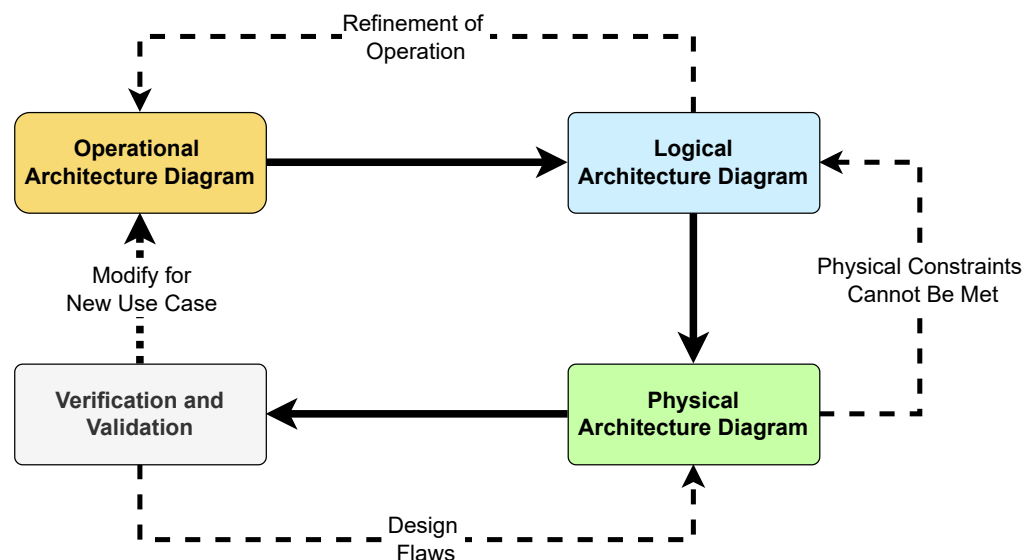 Refinement of
Operation
Operational
Architecture Diagram
Logical
Architecture Diagram
Modify for
New Use Case
Physical Constraints
Cannot Be Met
Verification and
Validation
Physical
Architecture Diagram
Design
Flaws